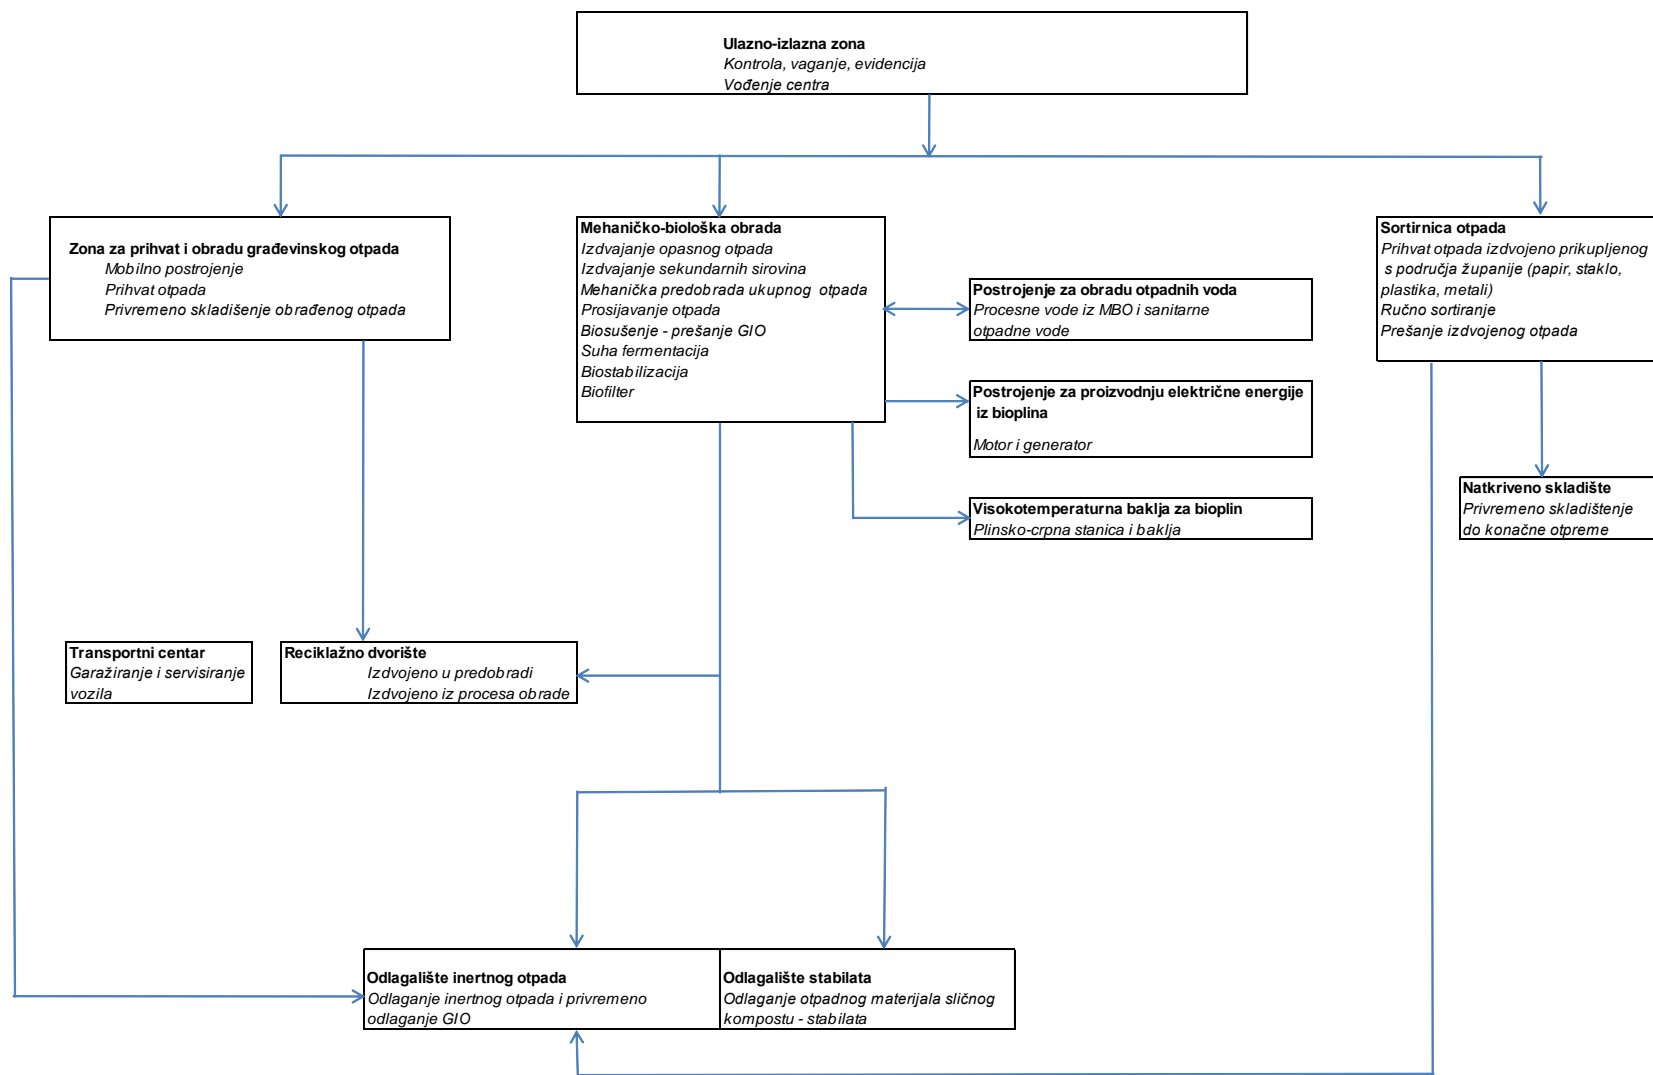 Ulazno-izlazna zona
Kontrola, vaganje, evidencija
Vođenje centra
Zona za prihvat i obradu građevinskog otpada
Mobilno postrojenje
Prihvat otpada
Privremeno skladišenje obrađenog otpada
Mehaničko-biološka obrada
Izdvajanje opasnog otpada
Izdvajanje sekundarnih sirovina
Mehanička predobrada ukupnog otpada
Prosijavanje otpada
Biosušenje - prešanje GIO
Suha fermentacija
Biostabilizacija
Biofilter
Postrojenje za obradu otpadnih voda
Procesne vode iz MBO i sanitarne
otpadne vode
Postrojenje za proizvodnju električne energije
iz bioplina
Motor i generator
Visokotemperaturna baklja za bioplin
Plinsko-crpna stanica i baklja
Sortirnica otpada
Prihvat otpada izdvojeno prikupljenog
s područja županije (papir, staklo,
plastika, metali)
Ručno sortiranje
Prešanje izdvojenog otpada
Natkriveno skladište
Privremeno skladištenje
do konačne otpreme
Transportni centar
Garažiranje i servisiranje
vozila
Reciklažno dvorište
Izdvojeno u predobradi
Izdvojeno iz procesa obrade
Odlagalište inertnog otpada
Odlaganje inertnog otpada i privremeno
odlaganje GIO
Odlagalište stabilata
Odlaganje otpadnog materijala sličnog
kompostu - stabilata